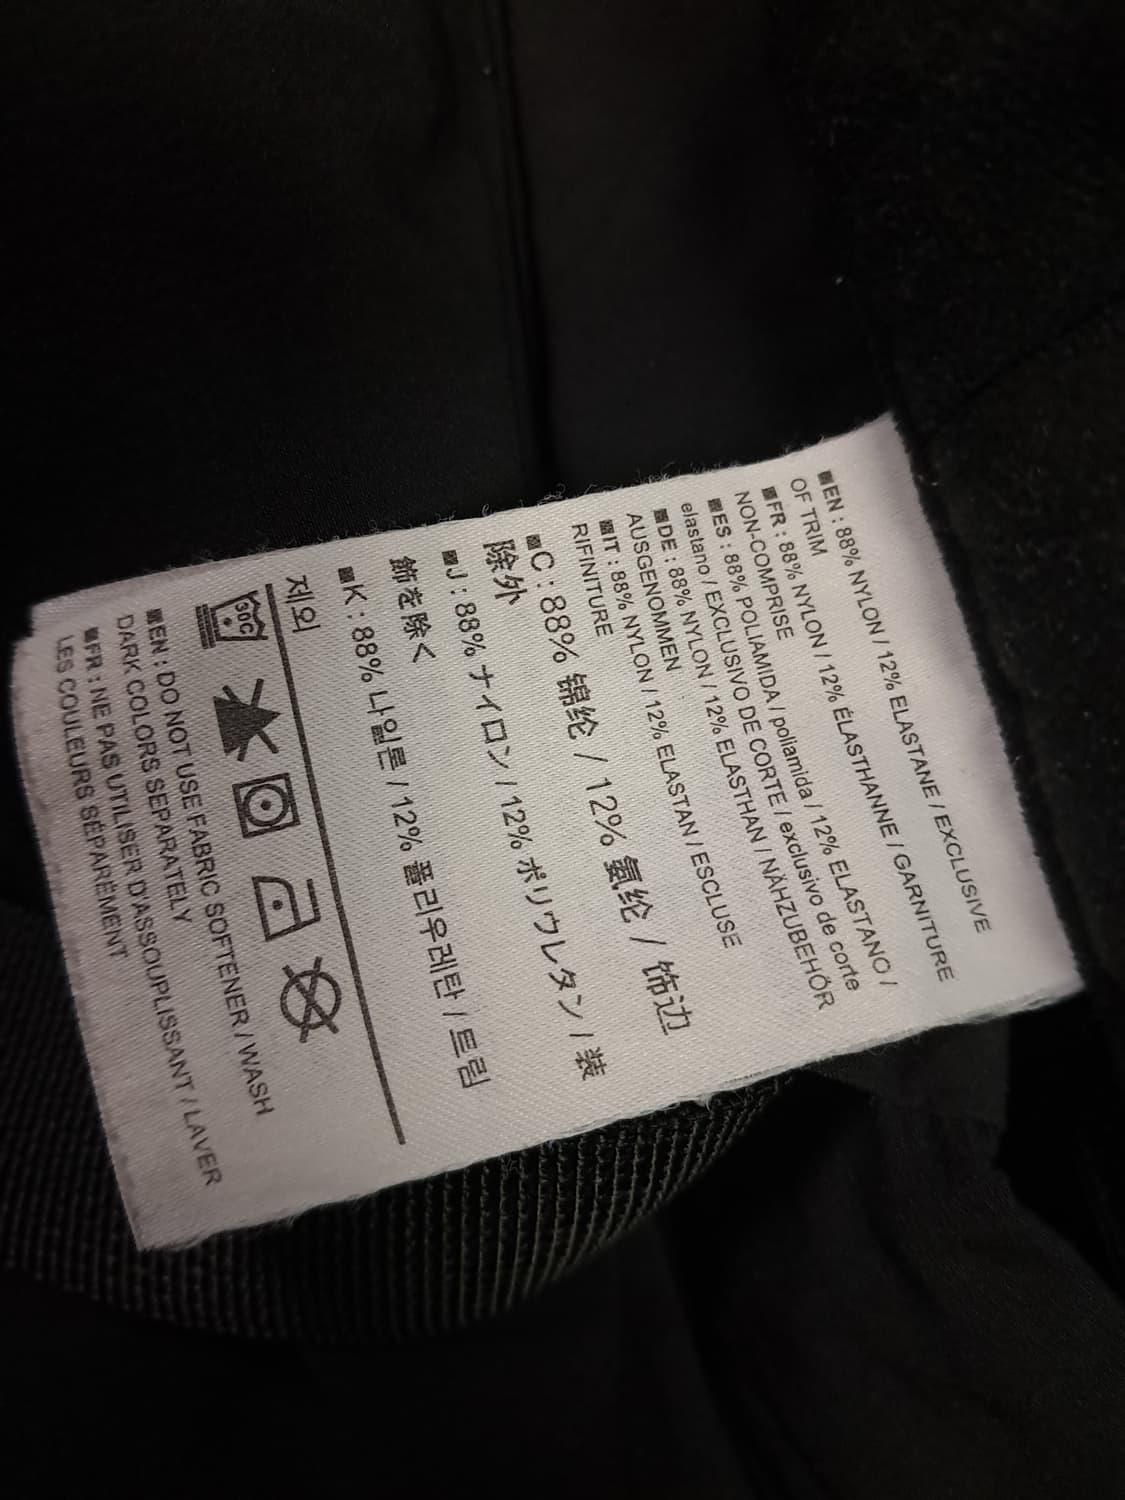 EN : 88% NYLON / 12% ELASTANE / EXCLUSIVE
OF TRIM
FR : 88% NYLON / 12% ÉLASTHANNE / GARNITURE
NON-COMPRISE
ES : 88% POLIAMIDA / poliamida / 12% ELASTANO /
elastano / EXCLUSIVO DE CORTE / exclusivo de corte
DE : 88% NYLON / 12% ELASTHAN / NÄHZUBEHÖR
AUSGENOMMEN
IT : 88% NYLON / 12% ELASTAN / ESCLUSE
RIFINITURE
C : 88% 锦纶 / 12% 氨纶 / 饰边
除外
J : 88% ナイロン / 12% ポリウレタン / 装
飾を除く
K : 88% 나일론 / 12% 폴리우레탄 / 트림
제외
30C
EN : DO NOT USE FABRIC SOFTENER / WASH
DARK COLORS SEPARATELY
FR : NE PAS UTILISER D'ASSOUPLISSANT / LAVER
LES COULEURS SÉPARÉMENT